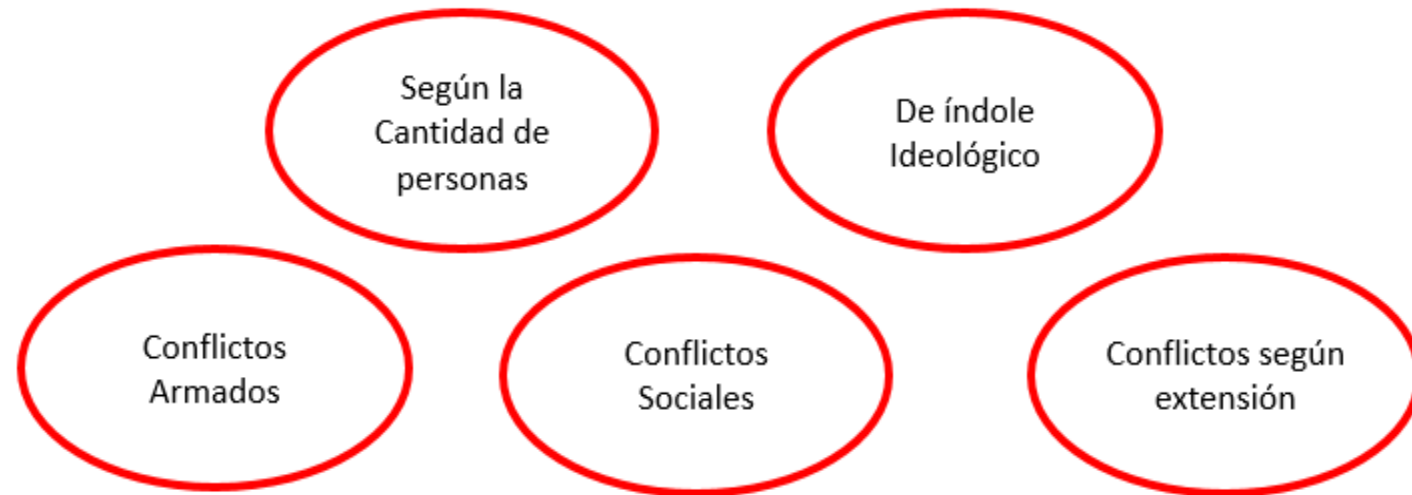 Según la
Cantidad de
personas
De índole
Ideológico
Conflictos
Armados
Conflictos
Sociales
Conflictos según
extensión